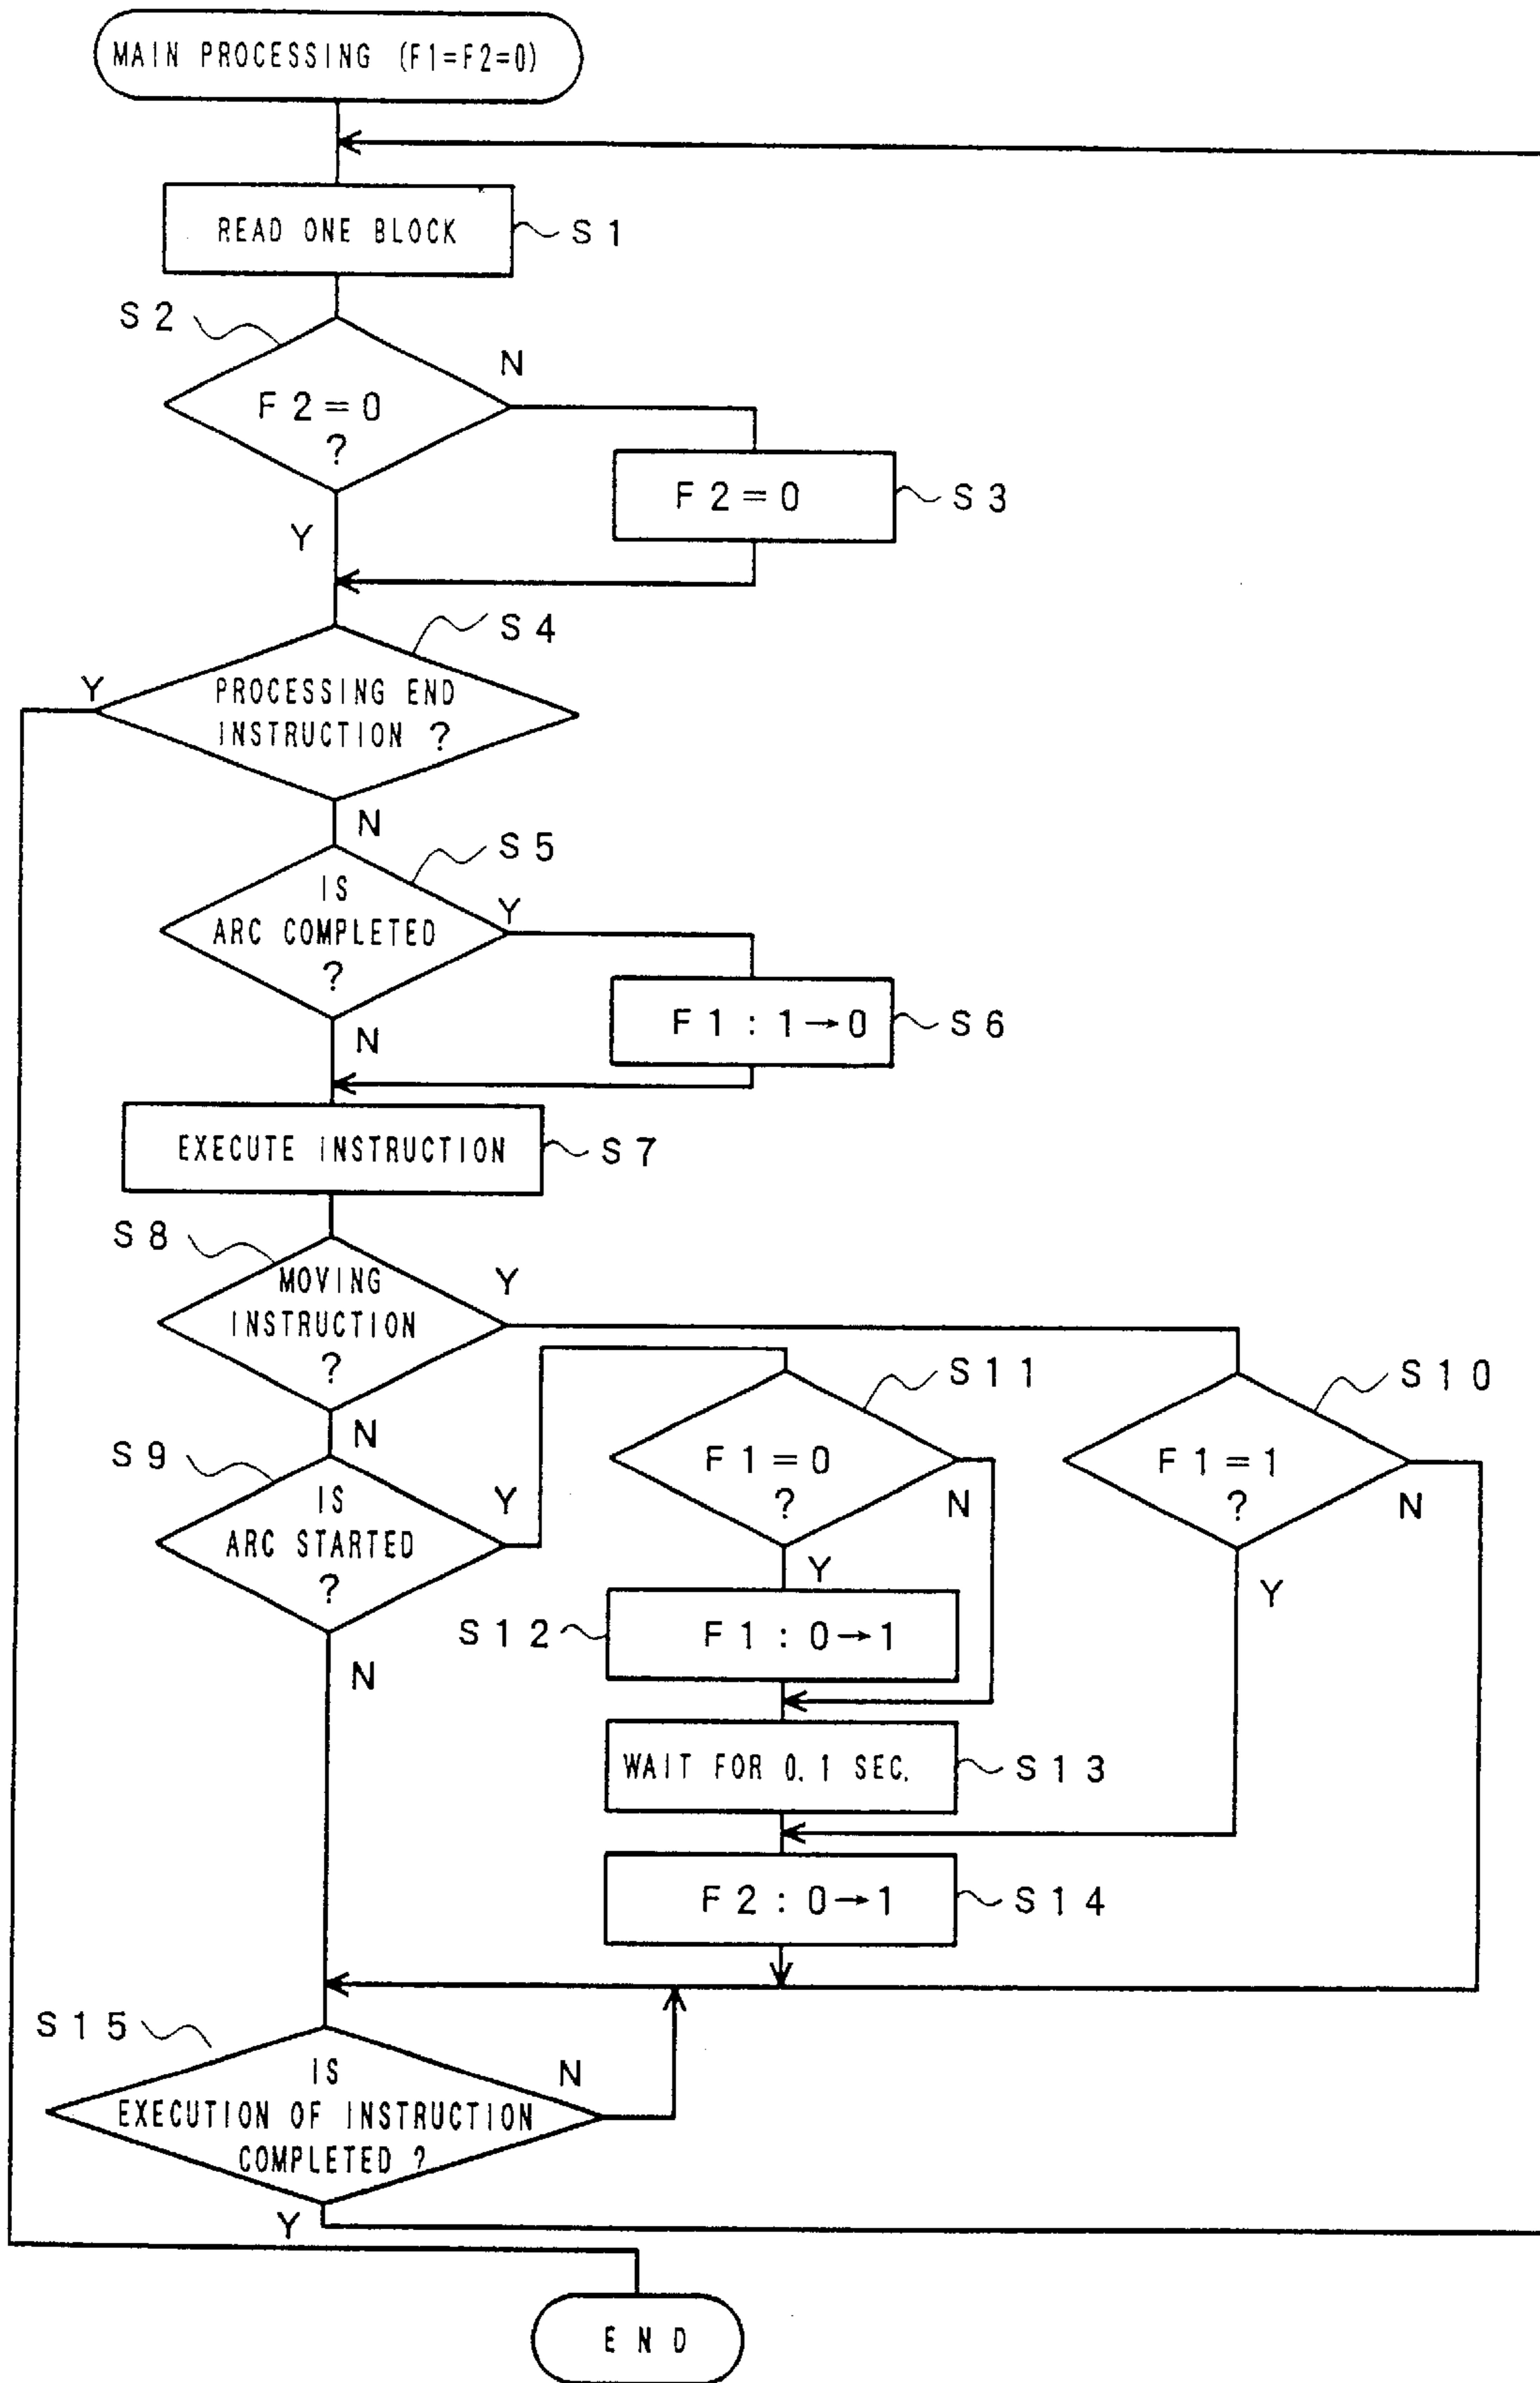 MAIN PROCESSING (F1=F2=0)
READ ONE BLOCK
S1
S2
F2=0
?
N
Y
F2=0
S3
S4
Y
PROCESSING END
INSTRUCTION ?
N
S5
IS
ARC COMPLETED
?
Y
N
F1 : 1→0
S6
EXECUTE INSTRUCTION
S7
S8
MOVING
INSTRUCTION
?
Y
N
S9
IS
ARC STARTED
?
Y
N
S11
F1=0
?
N
Y
S10
F1=1
?
N
Y
S12
F1 : 0→1
WAIT FOR 0.1 SEC.
S13
F2 : 0→1
S14
S15
IS
EXECUTION OF INSTRUCTION
COMPLETED ?
N
Y
END